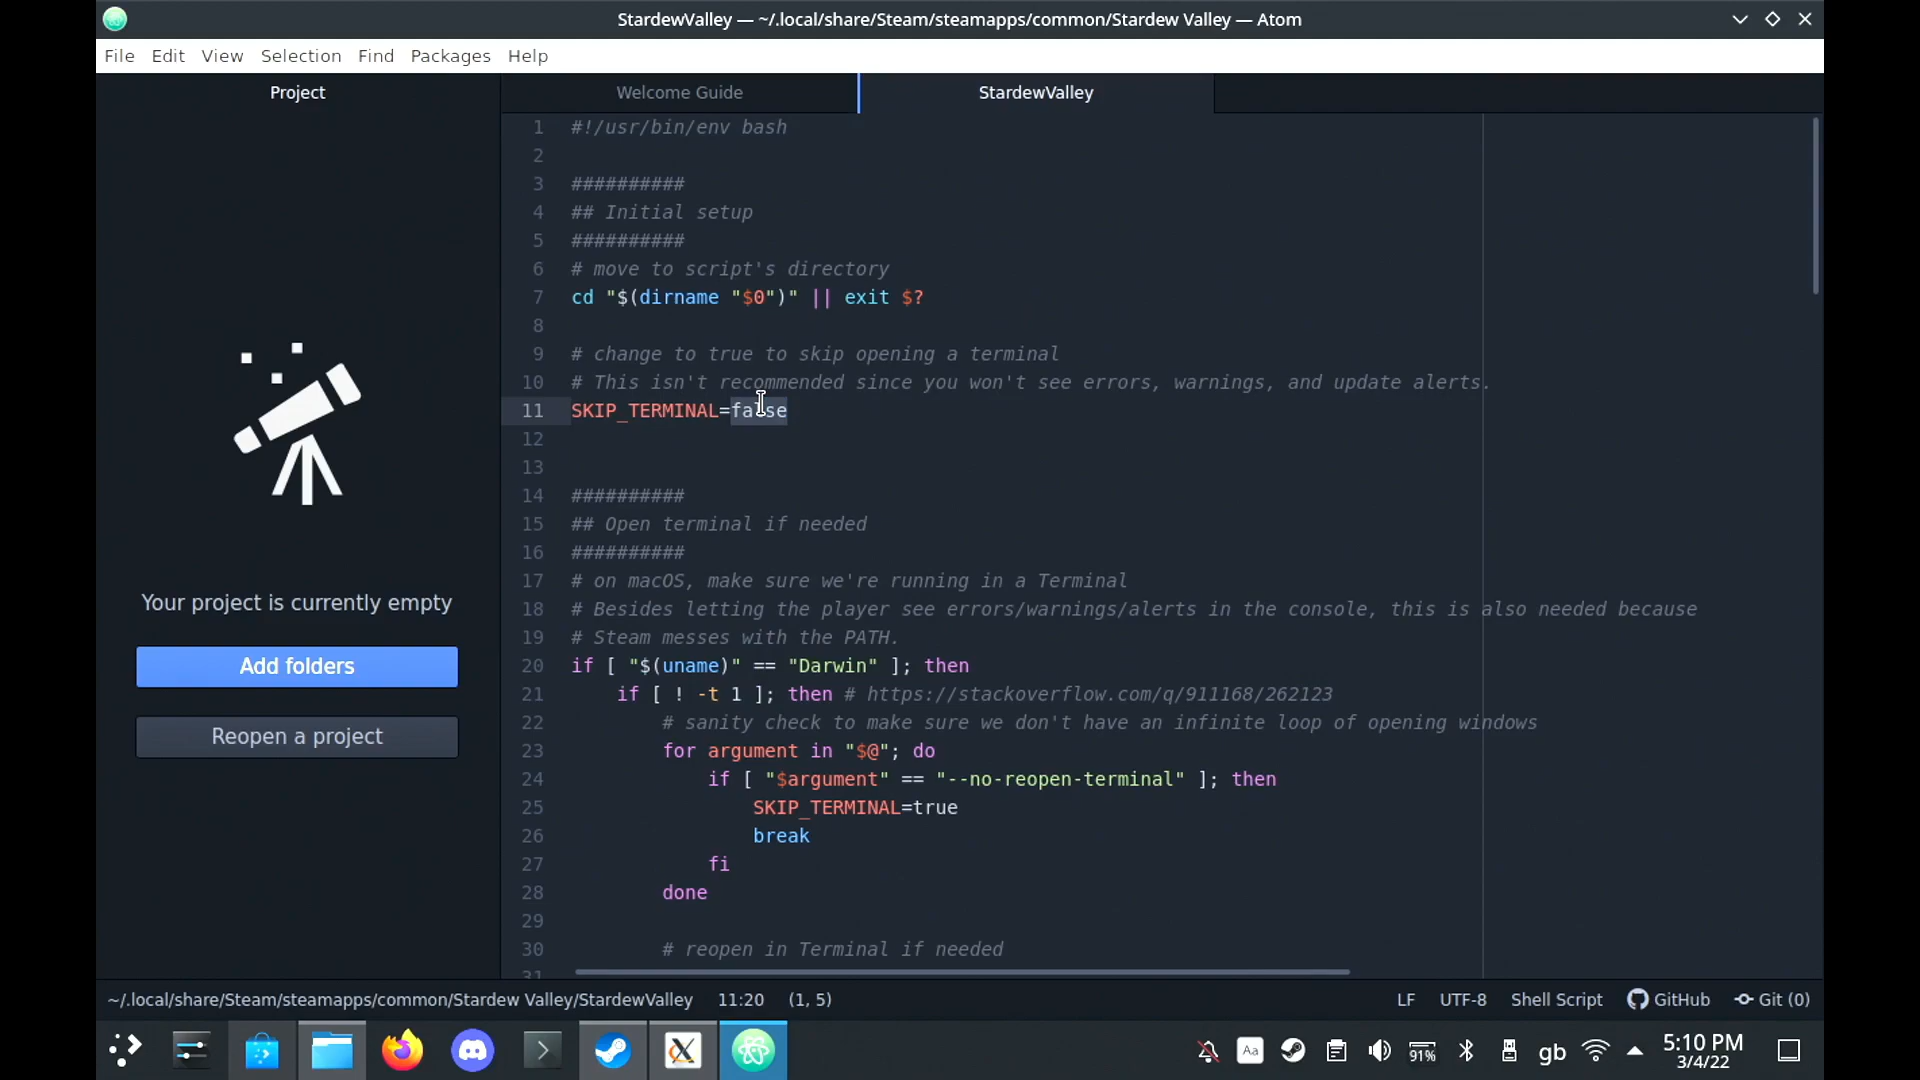 StardewValley — ~/.local/share/Steam/steamapps/common/Stardew Valley — Atom
File Edit View Selection Find Packages Help
Project
Welcome Guide
StardewValley
1 #!/usr/bin/env bash
2
3 ##########
4 ## Initial setup
5 ##########
6 # move to script's directory
7 cd "$(dirname "$0")" || exit $?
8
9 # change to true to skip opening a terminal
10 # This isn't recommended since you won't see errors, warnings, and update alerts.
11 SKIP_TERMINAL=false
12
13
14 ##########
15 ## Open terminal if needed
16 ##########
17 # on macOS, make sure we're running in a Terminal
18 # Besides letting the player see errors/warnings/alerts in the console, this is also needed because
19 # Steam messes with the PATH.
20 if [ "$(uname)" == "Darwin" ]; then
21 if [ ! -t 1 ]; then # https://stackoverflow.com/q/911168/262123
22 # sanity check to make sure we don't have an infinite loop of opening windows
23 for argument in "$@"; do
24 if [ "$argument" == "--no-reopen-terminal" ]; then
25 SKIP_TERMINAL=true
26 break
27 fi
28 done
29
30 # reopen in Terminal if needed
31
Your project is currently empty
Add folders
Reopen a project
~/.local/share/Steam/steamapps/common/Stardew Valley/StardewValley 11:20 (1, 5)
LF UTF-8 Shell Script GitHub Git (0)
Aa
91%
gb
5:10 PM
3/4/22